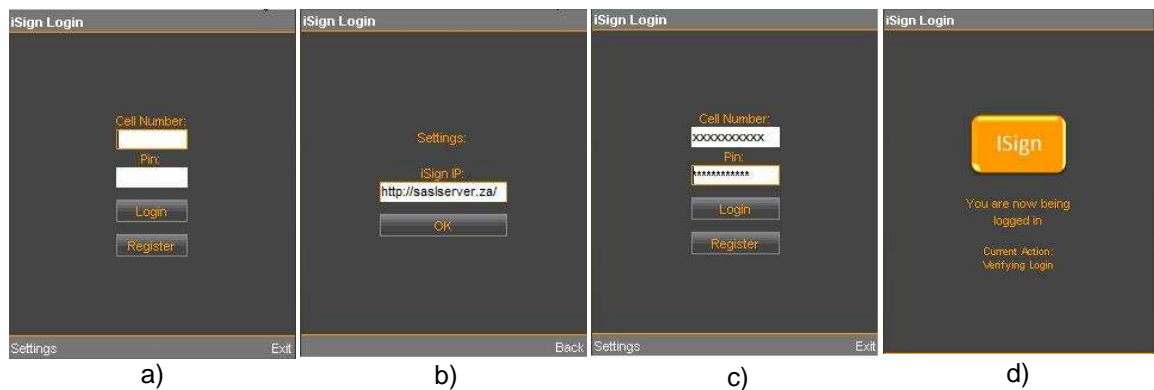 iSign Login
Cell Number:
Pin:
Login
Register
Settings Exit
a)
iSign Login
Settings:
iSign IP:
http://saslserver.za/
OK
Back
b)
iSign Login
Cell Number:
xxxxxxxxxx
Pin:
************
Login
Register
Settings Exit
c)
iSign Login
ISign
You are now being
logged in
Current Action:
Verifying Login
d)